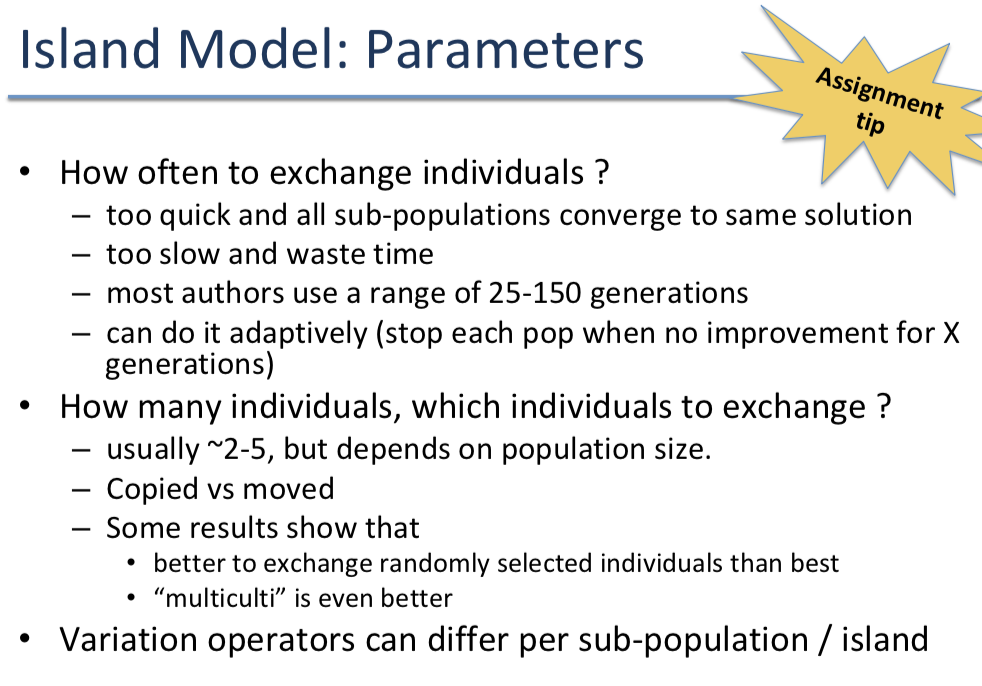 Island Model: Parameters
Assignment
tip
• How often to exchange individuals ?
– too quick and all sub-populations converge to same solution
– too slow and waste time
– most authors use a range of 25-150 generations
– can do it adaptively (stop each pop when no improvement for X
generations)
• How many individuals, which individuals to exchange ?
– usually ~2-5, but depends on population size.
– Copied vs moved
– Some results show that
• better to exchange randomly selected individuals than best
• “multiculti” is even better
• Variation operators can differ per sub-population / island